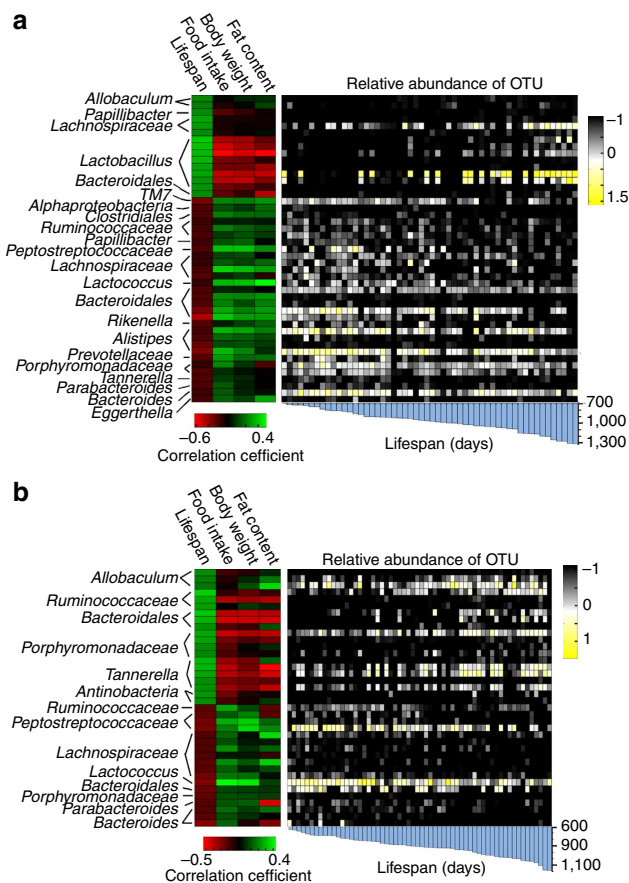 a
Lifespan
Food intake
Body weight
Fat content
Relative abundance of OTU
Allobaculum
Papillibacter
Lachnospiraceae
Lactobacillus
Bacteroidales
TM7
Alphaproteobacteria
Clostridiales
Ruminococcaceae
Papillibacter
Peptostreptococcaceae
Lachnospiraceae
Lactococcus
Bacteroidales
Rikenella
Alistipes
Prevotellaceae
Porphyromonadaceae
Tannerella
Parabacteroides
Bacteroides
Eggerthella
−1
0
1.5
700
1,000
1,300
−0.6 0.4
Correlation cefficient
Lifespan (days)
b
Lifespan
Food intake
Body weight
Fat content
Relative abundance of OTU
Allobaculum
Ruminococcaceae
Bacteroidales
Porphyromonadaceae
Tannerella
Antinobacteria
Ruminococcaceae
Peptostreptococcaceae
Lachnospiraceae
Lactococcus
Bacteroidales
Porphyromonadaceae
Parabacteroides
Bacteroides
−1
0
1
600
900
1,100
−0.5 0.4
Correlation cefficient
Lifespan (days)